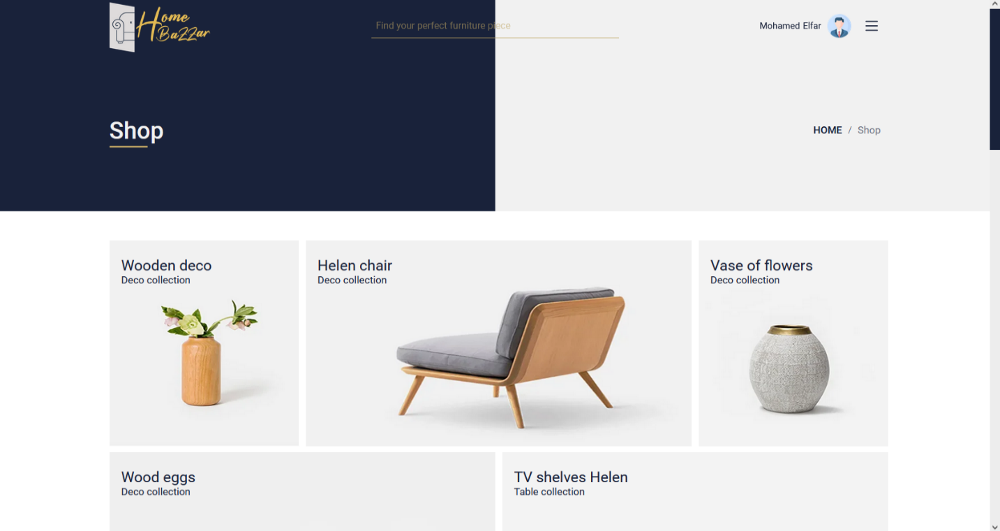 Home
BaZZar
Find your perfect furniture piece
Mohamed Elfar
Shop
HOME / Shop
Wooden deco
Deco collection
Helen chair
Deco collection
Vase of flowers
Deco collection
Wood eggs
Deco collection
TV shelves Helen
Table collection